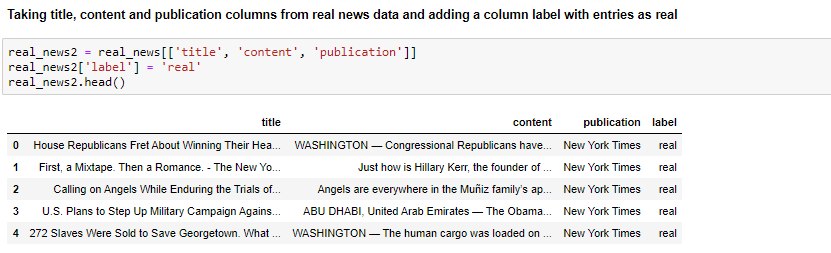 Taking title, content and publication columns from real news data and adding a column label with entries as real
real_news2 = real_news[['title', 'content', 'publication']]
real_news2['label'] = 'real'
real_news2.head()
title content publication label
0 House Republicans Fret About Winning Their Hea... WASHINGTON — Congressional Republicans have... New York Times real
1 First, a Mixtape. Then a Romance. - The New Yo... Just how is Hillary Kerr, the founder of ... New York Times real
2 Calling on Angels While Enduring the Trials of... Angels are everywhere in the Muñiz family's ap... New York Times real
3 U.S. Plans to Step Up Military Campaign Agains... ABU DHABI, United Arab Emirates — The Obama... New York Times real
4 272 Slaves Were Sold to Save Georgetown. What ... WASHINGTON — The human cargo was loaded on ... New York Times real